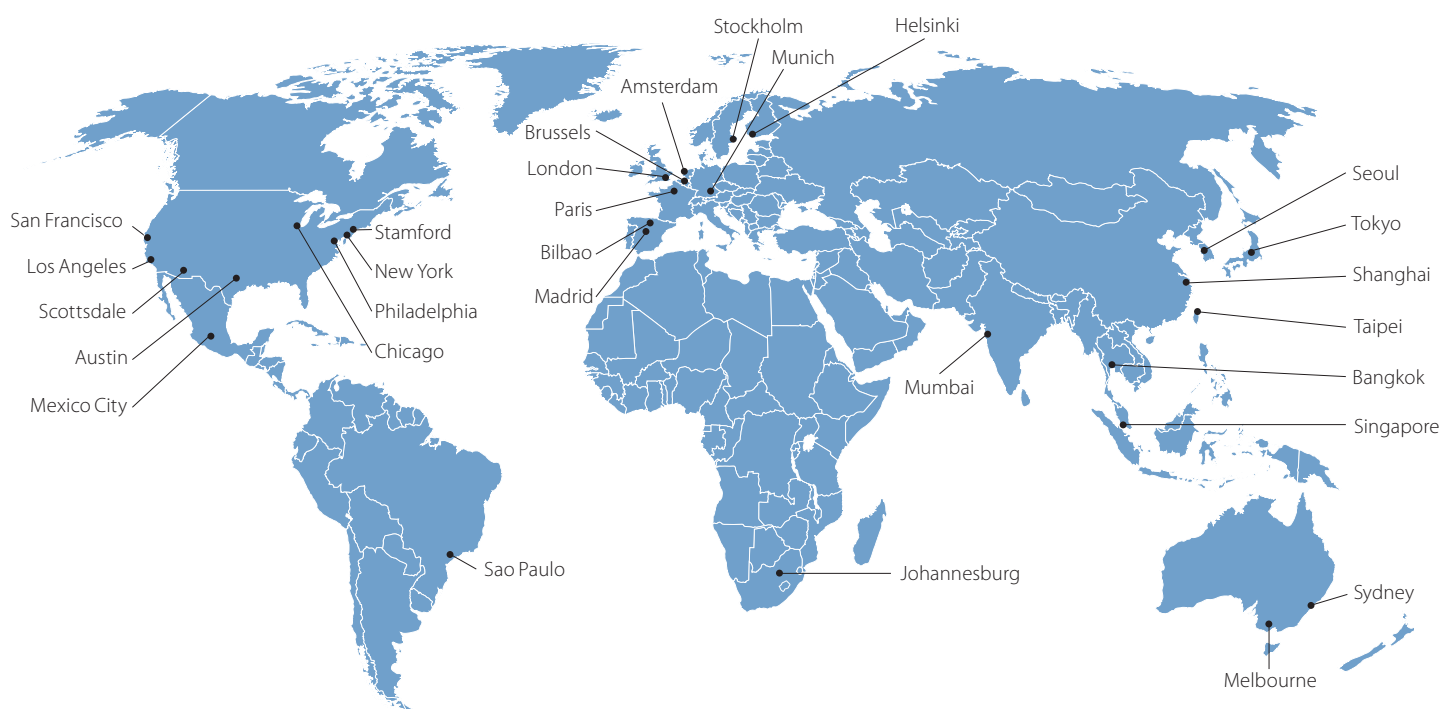 Stockholm
Helsinki
Munich
Amsterdam
Brussels
London
Paris
Bilbao
Madrid
San Francisco
Los Angeles
Scottsdale
Austin
Mexico City
Stamford
New York
Philadelphia
Chicago
Sao Paulo
Johannesburg
Mumbai
Seoul
Tokyo
Shanghai
Taipei
Bangkok
Singapore
Sydney
Melbourne